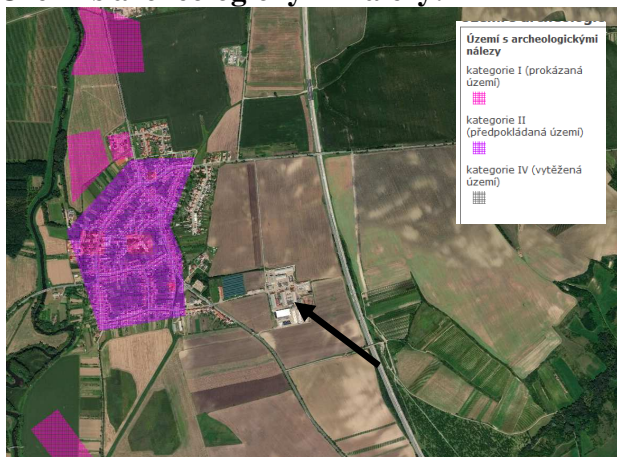 Území s archeologickými
nálezy
kategorie I (prokázaná
území)
kategorie II
(předpokládaná území)
kategorie IV (vytěžená
území)